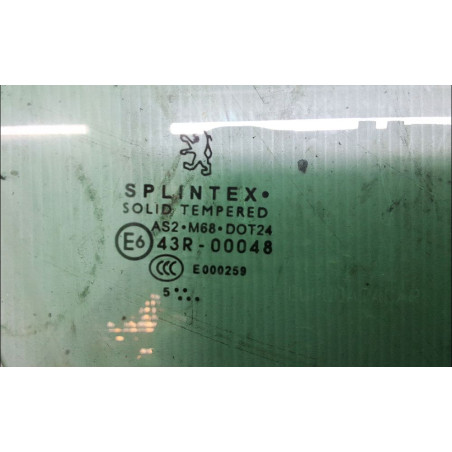 SPLINTEX•
SOLID TEMPERED
AS2•M68•DOT24
E6 43R-00048
CCC E000259
5